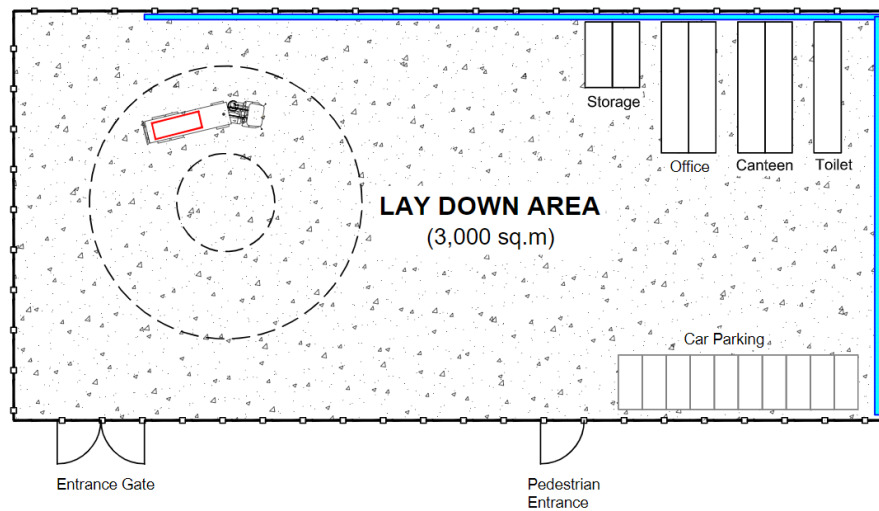 Storage
Office
Canteen
Toilet
LAY DOWN AREA
(3,000 sq.m)
Car Parking
Entrance Gate
Pedestrian
Entrance